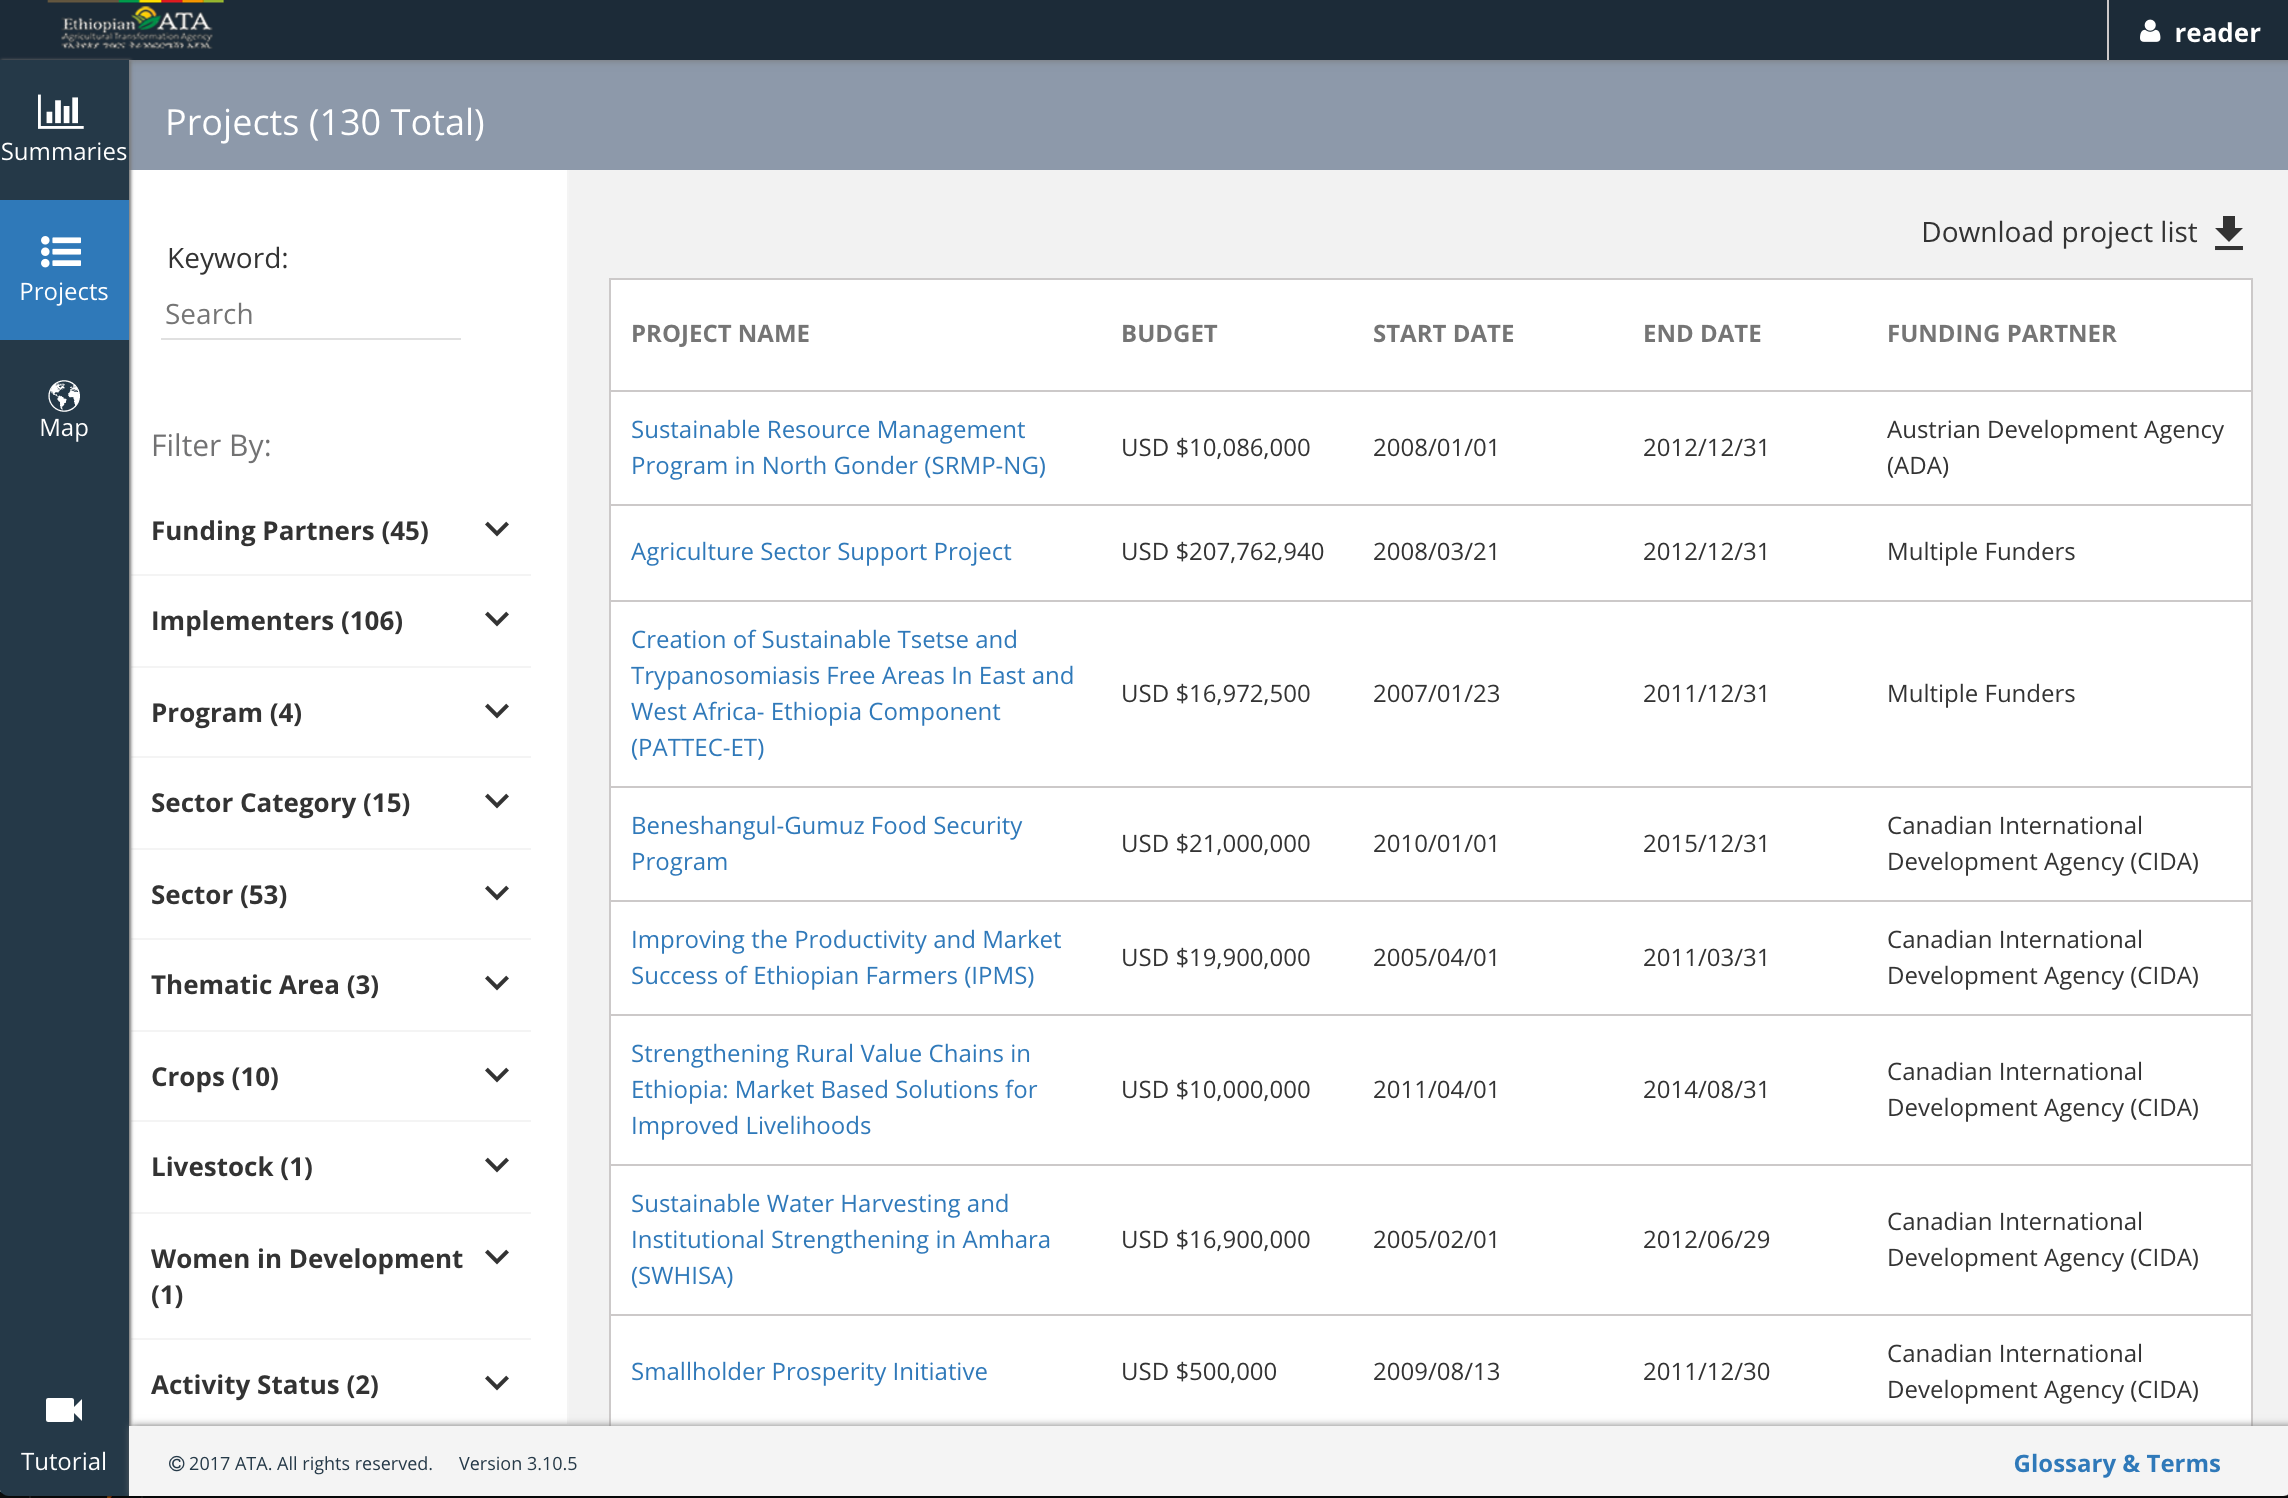 Ethiopian ATA
Agricultural Transformation Agency
reader
Summaries
Projects
Map
Tutorial
Projects (130 Total)
Keyword:
Search
Filter By:
Funding Partners (45)
Implementers (106)
Program (4)
Sector Category (15)
Sector (53)
Thematic Area (3)
Crops (10)
Livestock (1)
Women in Development
(1)
Activity Status (2)
Download project list
PROJECT NAME BUDGET START DATE END DATE FUNDING PARTNER
Sustainable Resource Management
Program in North Gonder (SRMP-NG)
USD $10,086,000 2008/01/01 2012/12/31
Austrian Development Agency
(ADA)
Agriculture Sector Support Project USD $207,762,940 2008/03/21 2012/12/31 Multiple Funders
Creation of Sustainable Tsetse and
Trypanosomiasis Free Areas In East and
West Africa- Ethiopia Component
(PATTEC-ET)
USD $16,972,500 2007/01/23 2011/12/31 Multiple Funders
Beneshangul-Gumuz Food Security
Program
USD $21,000,000 2010/01/01 2015/12/31
Canadian International
Development Agency (CIDA)
Improving the Productivity and Market
Success of Ethiopian Farmers (IPMS)
USD $19,900,000 2005/04/01 2011/03/31
Canadian International
Development Agency (CIDA)
Strengthening Rural Value Chains in
Ethiopia: Market Based Solutions for
Improved Livelihoods
USD $10,000,000 2011/04/01 2014/08/31
Canadian International
Development Agency (CIDA)
Sustainable Water Harvesting and
Institutional Strengthening in Amhara
(SWHISA)
USD $16,900,000 2005/02/01 2012/06/29
Canadian International
Development Agency (CIDA)
Smallholder Prosperity Initiative USD $500,000 2009/08/13 2011/12/30
Canadian International
Development Agency (CIDA)
© 2017 ATA. All rights reserved. Version 3.10.5
Glossary & Terms